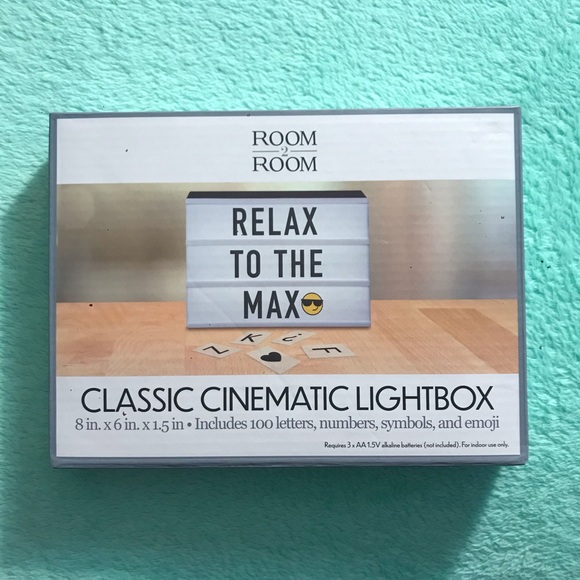 ROOM
2
ROOM
RELAX
TO THE
MAX😎
Z K ¿ F
CLASSIC CINEMATIC LIGHTBOX
8 in. x 6 in. x 1.5 in • Includes 100 letters, numbers, symbols, and emoji
Requires 3 x AA 1.5V alkaline batteries (not included). For indoor use only.